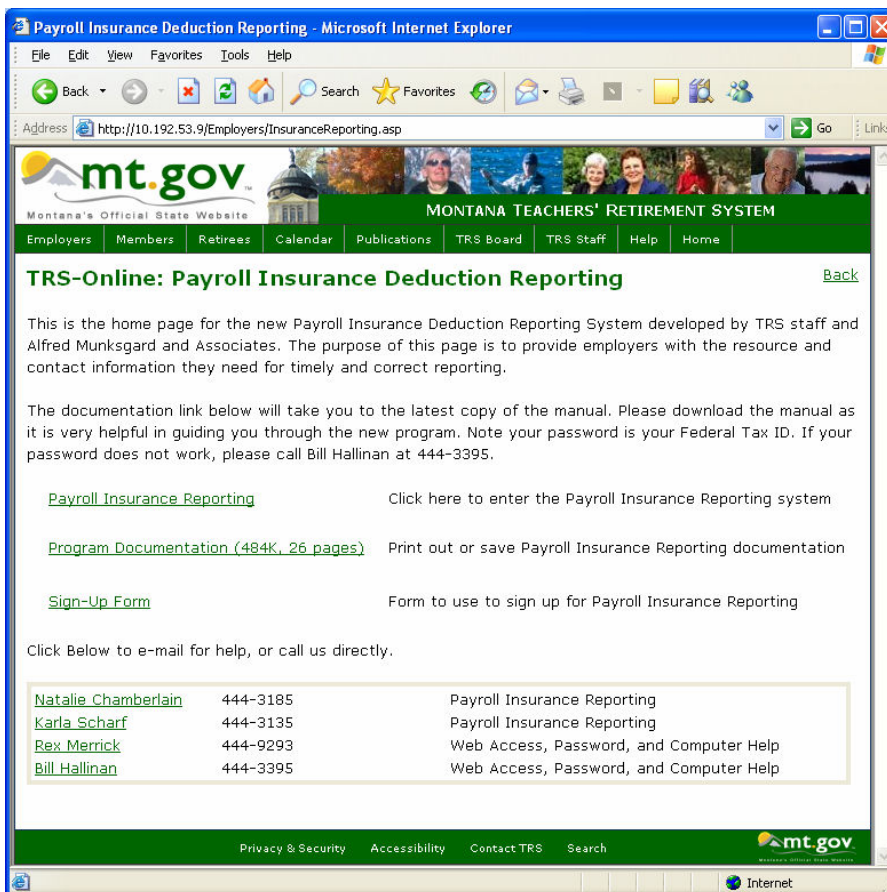 Payroll Insurance Deduction Reporting - Microsoft Internet Explorer
File Edit View Favorites Tools Help
Back Search Favorites
Address http://10.192.53.9/Employers/InsuranceReporting.asp Go Links
mt.gov
Montana's Official State Website
MONTANA TEACHERS' RETIREMENT SYSTEM
Employers Members Retirees Calendar Publications TRS Board TRS Staff Help Home
TRS-Online: Payroll Insurance Deduction Reporting Back
This is the home page for the new Payroll Insurance Deduction Reporting System developed by TRS staff and
Alfred Munksgard and Associates. The purpose of this page is to provide employers with the resource and
contact information they need for timely and correct reporting.
The documentation link below will take you to the latest copy of the manual. Please download the manual as
it is very helpful in guiding you through the new program. Note your password is your Federal Tax ID. If your
password does not work, please call Bill Hallinan at 444-3395.
Payroll Insurance Reporting Click here to enter the Payroll Insurance Reporting system
Program Documentation (484K, 26 pages) Print out or save Payroll Insurance Reporting documentation
Sign-Up Form Form to use to sign up for Payroll Insurance Reporting
Click Below to e-mail for help, or call us directly.
Natalie Chamberlain 444-3185 Payroll Insurance Reporting
Karla Scharf 444-3135 Payroll Insurance Reporting
Rex Merrick 444-9293 Web Access, Password, and Computer Help
Bill Hallinan 444-3395 Web Access, Password, and Computer Help
Privacy & Security Accessibility Contact TRS Search mt.gov
Montana's Official State Website
Internet